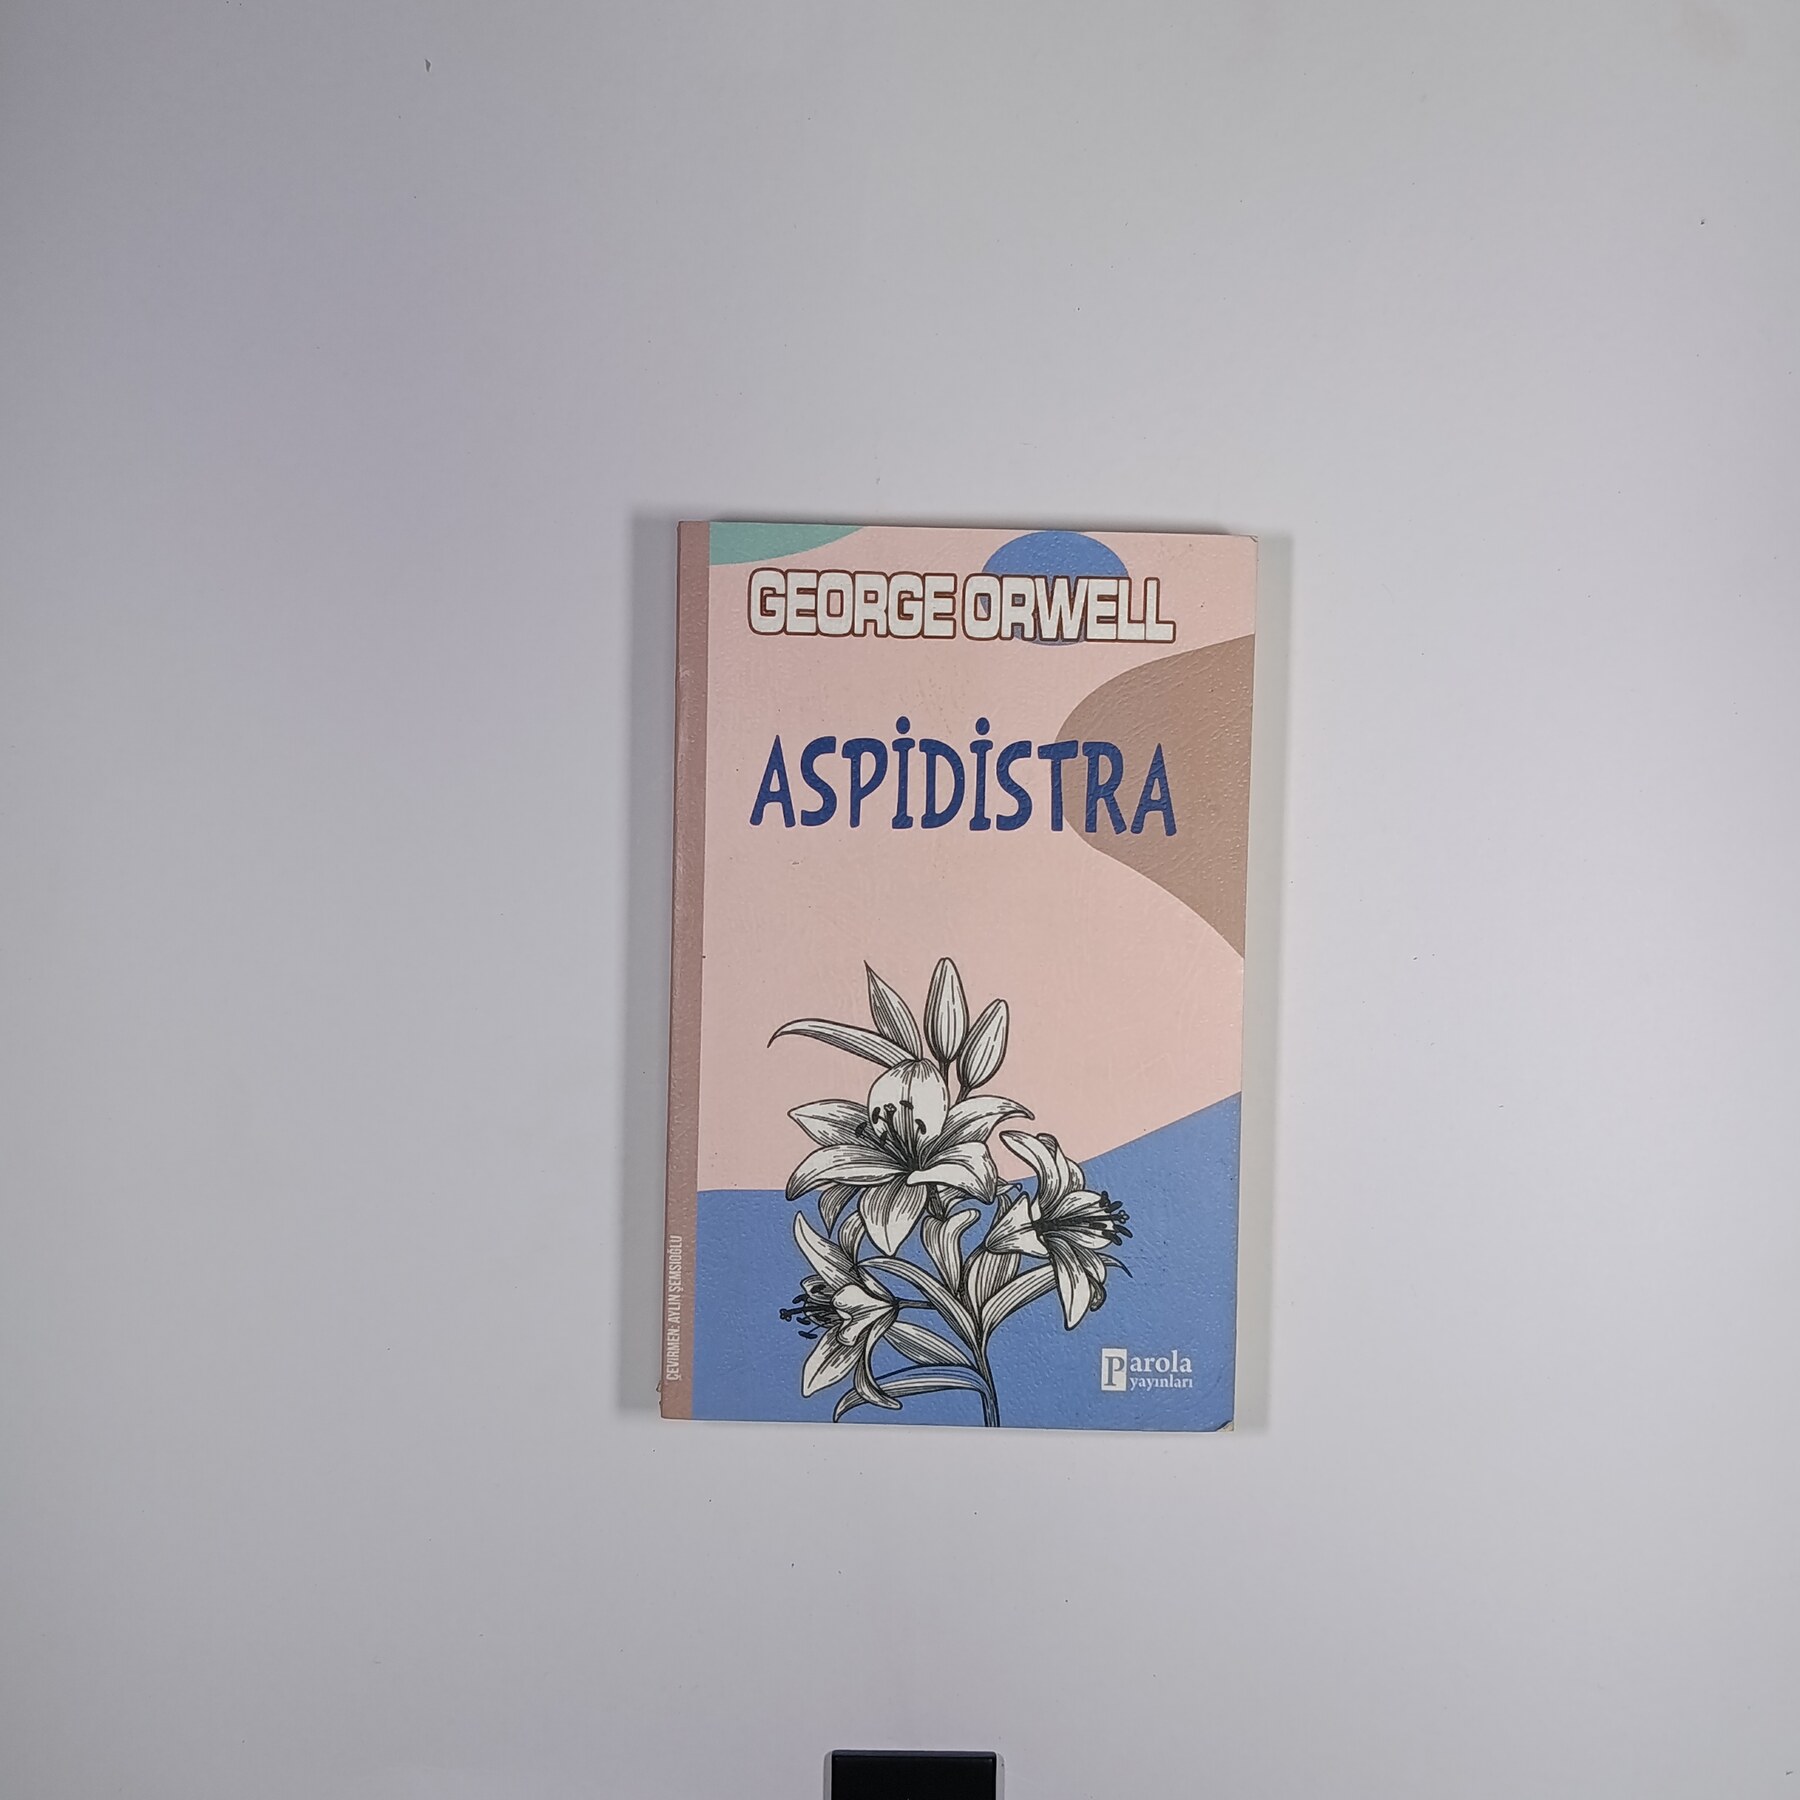 GEORGE ORWELL
ASPİDİSTRA
ÇEVİRMEN: AYLİN ŞEMSİOĞLU
Parola
yayınları